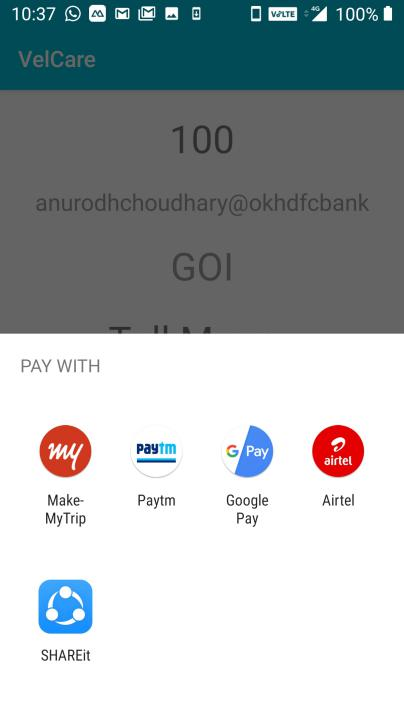 10:37
VoLTE
4G
100%
VelCare
100
anurodhchoudhary@okhdfcbank
GOI
PAY WITH
my
paytm
G Pay
airtel
Make-
MyTrip
Paytm
Google
Pay
Airtel
SHAREit